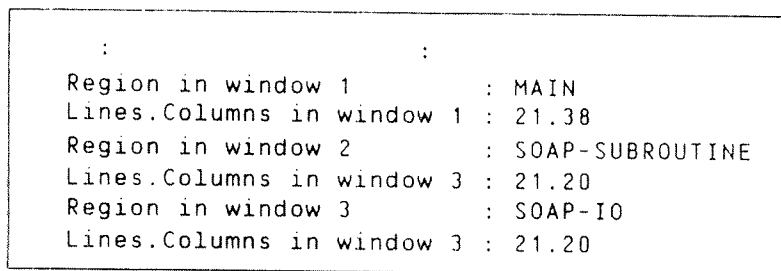 :                    :
Region in window 1          : MAIN
Lines.Columns in window 1 : 21.38
Region in window 2          : SOAP-SUBROUTINE
Lines.Columns in window 3 : 21.20
Region in window 3          : SOAP-IO
Lines.Columns in window 3 : 21.20